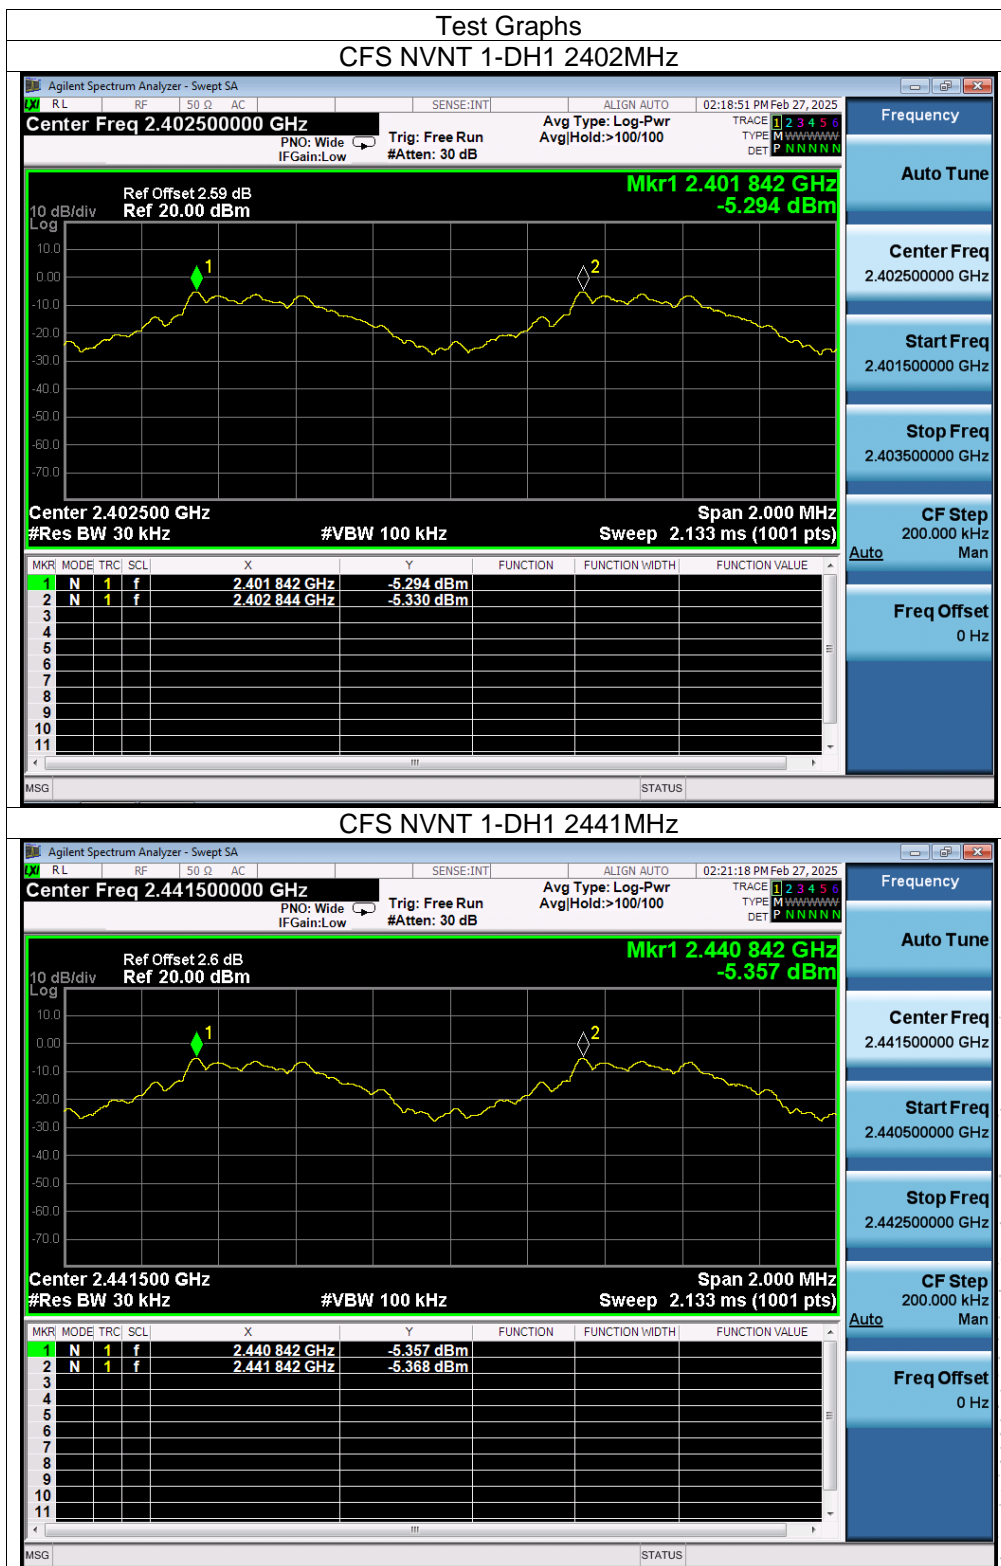 Test Graphs
CFS NVNT 1-DH1 2402MHz
Agilent Spectrum Analyzer - Swept SA
LXI RL RF 50 Ω AC SENSE:INT ALIGN AUTO 02:18:51 PM Feb 27, 2025
Center Freq 2.402500000 GHz
PNO: Wide
IFGain:Low
Trig: Free Run
#Atten: 30 dB
Avg Type: Log-Pwr
Avg|Hold:>100/100
TRACE 1 2 3 4 5 6
TYPE M WWWWW
DET P N N N N N
Frequency
Auto Tune
Center Freq
2.402500000 GHz
Start Freq
2.401500000 GHz
Stop Freq
2.403500000 GHz
CF Step
200.000 kHz
Auto Man
Freq Offset
0 Hz
Mkr1 2.401 842 GHz
-5.294 dBm
Ref Offset 2.59 dB
10 dB/div Ref 20.00 dBm
Log
10.0
0.00
-10.0
-20.0
-30.0
-40.0
-50.0
-60.0
-70.0
1
2
Center 2.402500 GHz Span 2.000 MHz
#Res BW 30 kHz #VBW 100 kHz Sweep 2.133 ms (1001 pts)
MKR MODE TRC SCL X Y FUNCTION FUNCTION WIDTH FUNCTION VALUE
1 N 1 f 2.401 842 GHz -5.294 dBm
2 N 1 f 2.402 844 GHz -5.330 dBm
3
4
5
6
7
8
9
10
11
MSG STATUS
CFS NVNT 1-DH1 2441MHz
Agilent Spectrum Analyzer - Swept SA
LXI RL RF 50 Ω AC SENSE:INT ALIGN AUTO 02:21:18 PM Feb 27, 2025
Center Freq 2.441500000 GHz
PNO: Wide
IFGain:Low
Trig: Free Run
#Atten: 30 dB
Avg Type: Log-Pwr
Avg|Hold:>100/100
TRACE 1 2 3 4 5 6
TYPE M WWWWW
DET P N N N N N
Frequency
Auto Tune
Center Freq
2.441500000 GHz
Start Freq
2.440500000 GHz
Stop Freq
2.442500000 GHz
CF Step
200.000 kHz
Auto Man
Freq Offset
0 Hz
Mkr1 2.440 842 GHz
-5.357 dBm
Ref Offset 2.6 dB
10 dB/div Ref 20.00 dBm
Log
10.0
0.00
-10.0
-20.0
-30.0
-40.0
-50.0
-60.0
-70.0
1
2
Center 2.441500 GHz Span 2.000 MHz
#Res BW 30 kHz #VBW 100 kHz Sweep 2.133 ms (1001 pts)
MKR MODE TRC SCL X Y FUNCTION FUNCTION WIDTH FUNCTION VALUE
1 N 1 f 2.440 842 GHz -5.357 dBm
2 N 1 f 2.441 842 GHz -5.368 dBm
3
4
5
6
7
8
9
10
11
MSG STATUS